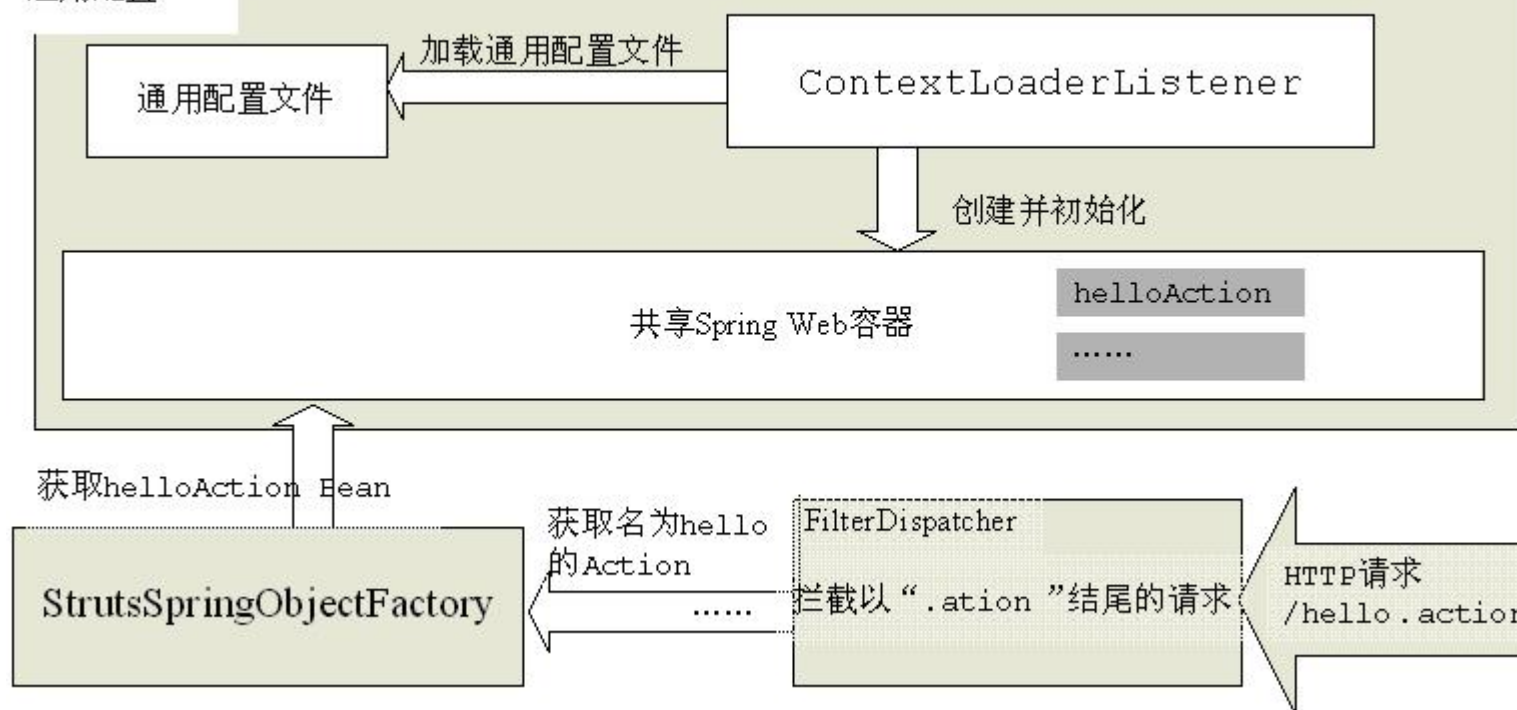 加载通用配置文件
通用配置文件
ContextLoaderListener
创建并初始化
共享Spring Web容器
helloAction
……
获取helloAction Bean
获取名为hello
的Action
……
StrutsSpringObjectFactory
FilterDispatcher
拦截以“.ation ”结尾的请求
HTTP请求
/hello.action